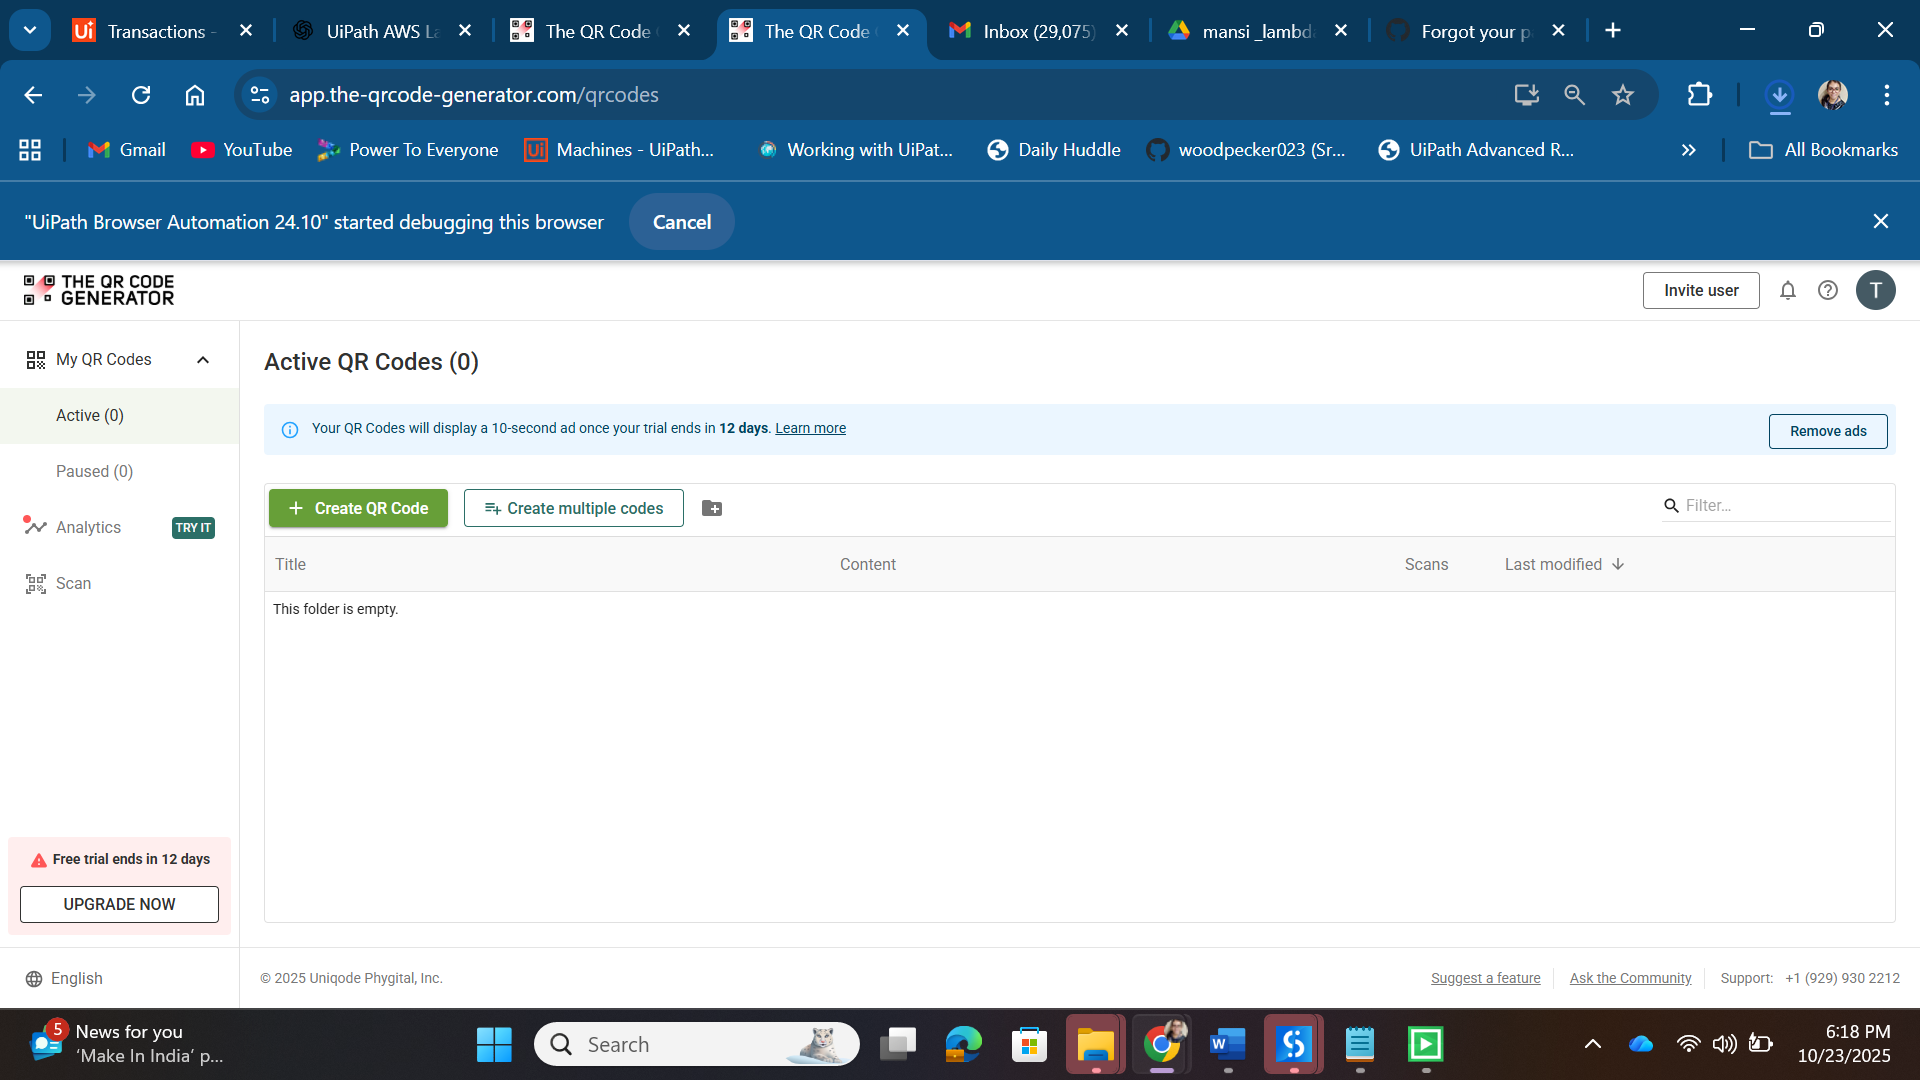 Transactions -
UiPath AWS La
The QR Code
The QR Code
Inbox (29,075)
mansi _lambd
Forgot your p
app.the-qrcode-generator.com/qrcodes
Gmail
YouTube
Power To Everyone
Machines - UiPath...
Working with UiPat...
Daily Huddle
woodpecker023 (Sr...
UiPath Advanced R...
All Bookmarks
"UiPath Browser Automation 24.10" started debugging this browser
Cancel
THE QR CODE
GENERATOR
Invite user
T
My QR Codes
Active (0)
Paused (0)
Analytics
TRY IT
Scan
Active QR Codes (0)
Your QR Codes will display a 10-second ad once your trial ends in 12 days. Learn more
Remove ads
Create QR Code
Create multiple codes
Filter...
Title
Content
Scans
Last modified
This folder is empty.
Free trial ends in 12 days
UPGRADE NOW
English
© 2025 Uniqode Phygital, Inc.
Suggest a feature
Ask the Community
Support: +1 (929) 930 2212
5
News for you
‘Make In India’ p...
Search
6:18 PM
10/23/2025